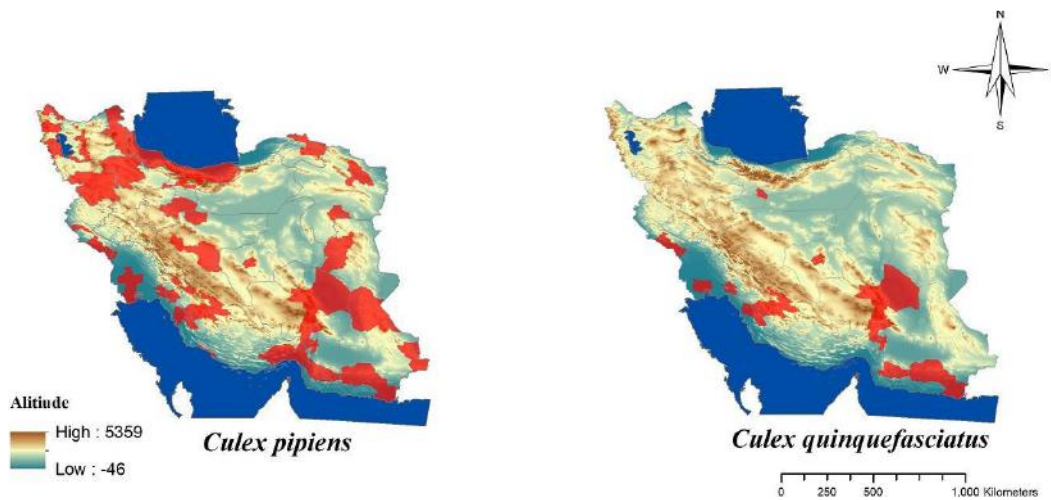 N
W
S
Alitiude
High : 5359
Low : -46
Culex pipiens
Culex quinquefasciatus
0 250 500 1,000 Kilometers